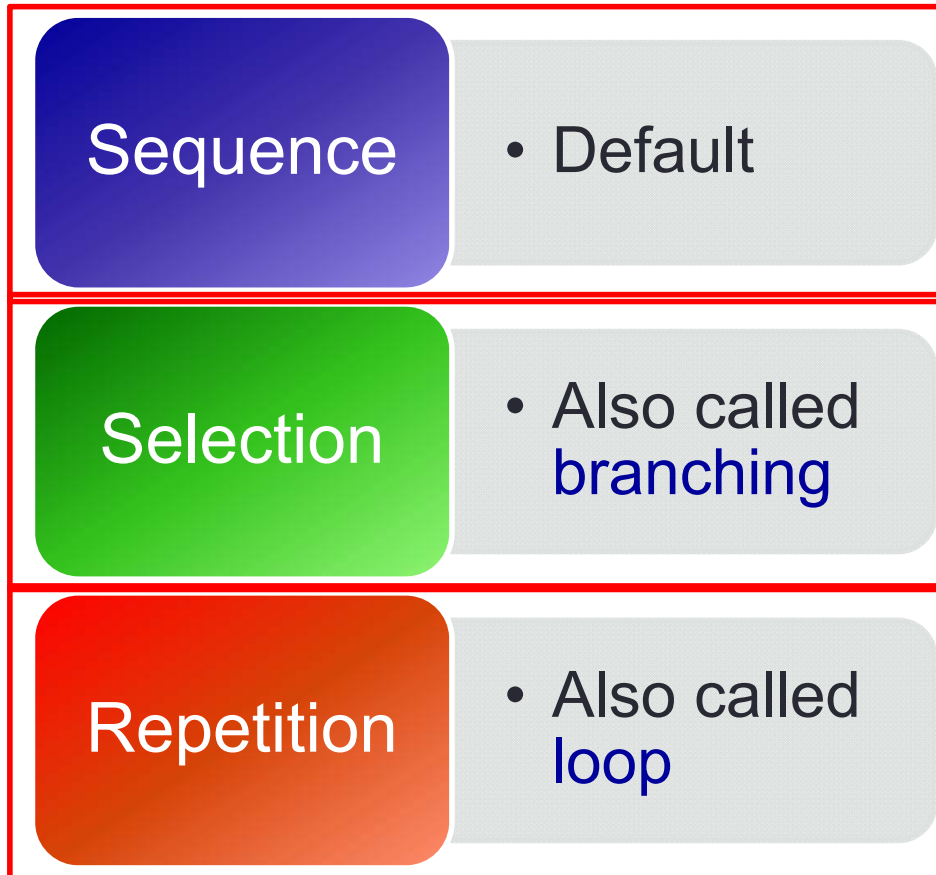 Sequence
• Default
Selection
• Also called
branching
Repetition
• Also called
loop